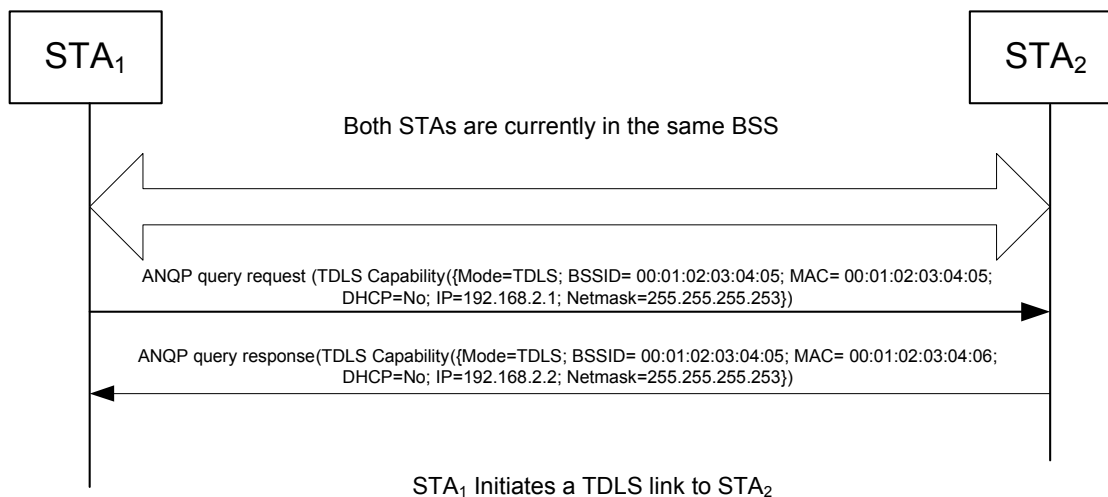 STA₁
STA₂
Both STAs are currently in the same BSS
ANQP query request (TDLS Capability({Mode=TDLS; BSSID= 00:01:02:03:04:05; MAC= 00:01:02:03:04:05;
DHCP=No; IP=192.168.2.1; Netmask=255.255.255.253})
ANQP query response(TDLS Capability({Mode=TDLS; BSSID= 00:01:02:03:04:05; MAC= 00:01:02:03:04:06;
DHCP=No; IP=192.168.2.2; Netmask=255.255.255.253})
STA₁ Initiates a TDLS link to STA₂